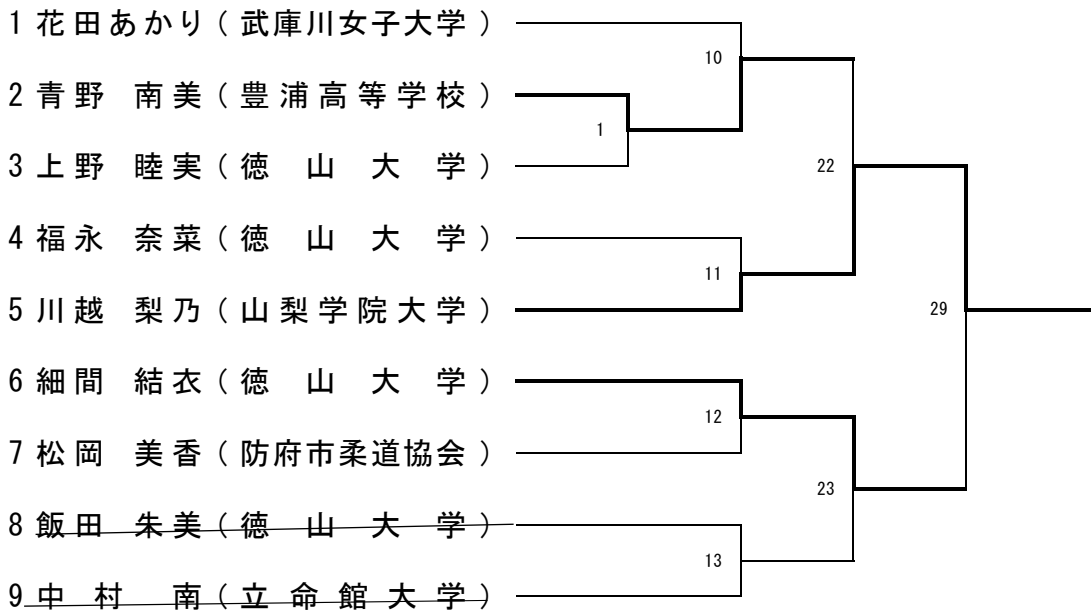 1 花田あかり ( 武庫川女子大学 )
10
2 青野 南美 ( 豊浦高等学校 )
1
3 上野 睦実 ( 徳山大学 )
22
4 福永 奈菜 ( 徳山大学 )
11
5 川越 梨乃 ( 山梨学院大学 )
29
6 細間 結衣 ( 徳山大学 )
12
7 松岡 美香 ( 防府市柔道協会 )
23
8 飯田 朱美 ( 徳山大学 )
13
9 中村 南 ( 立命館大学 )